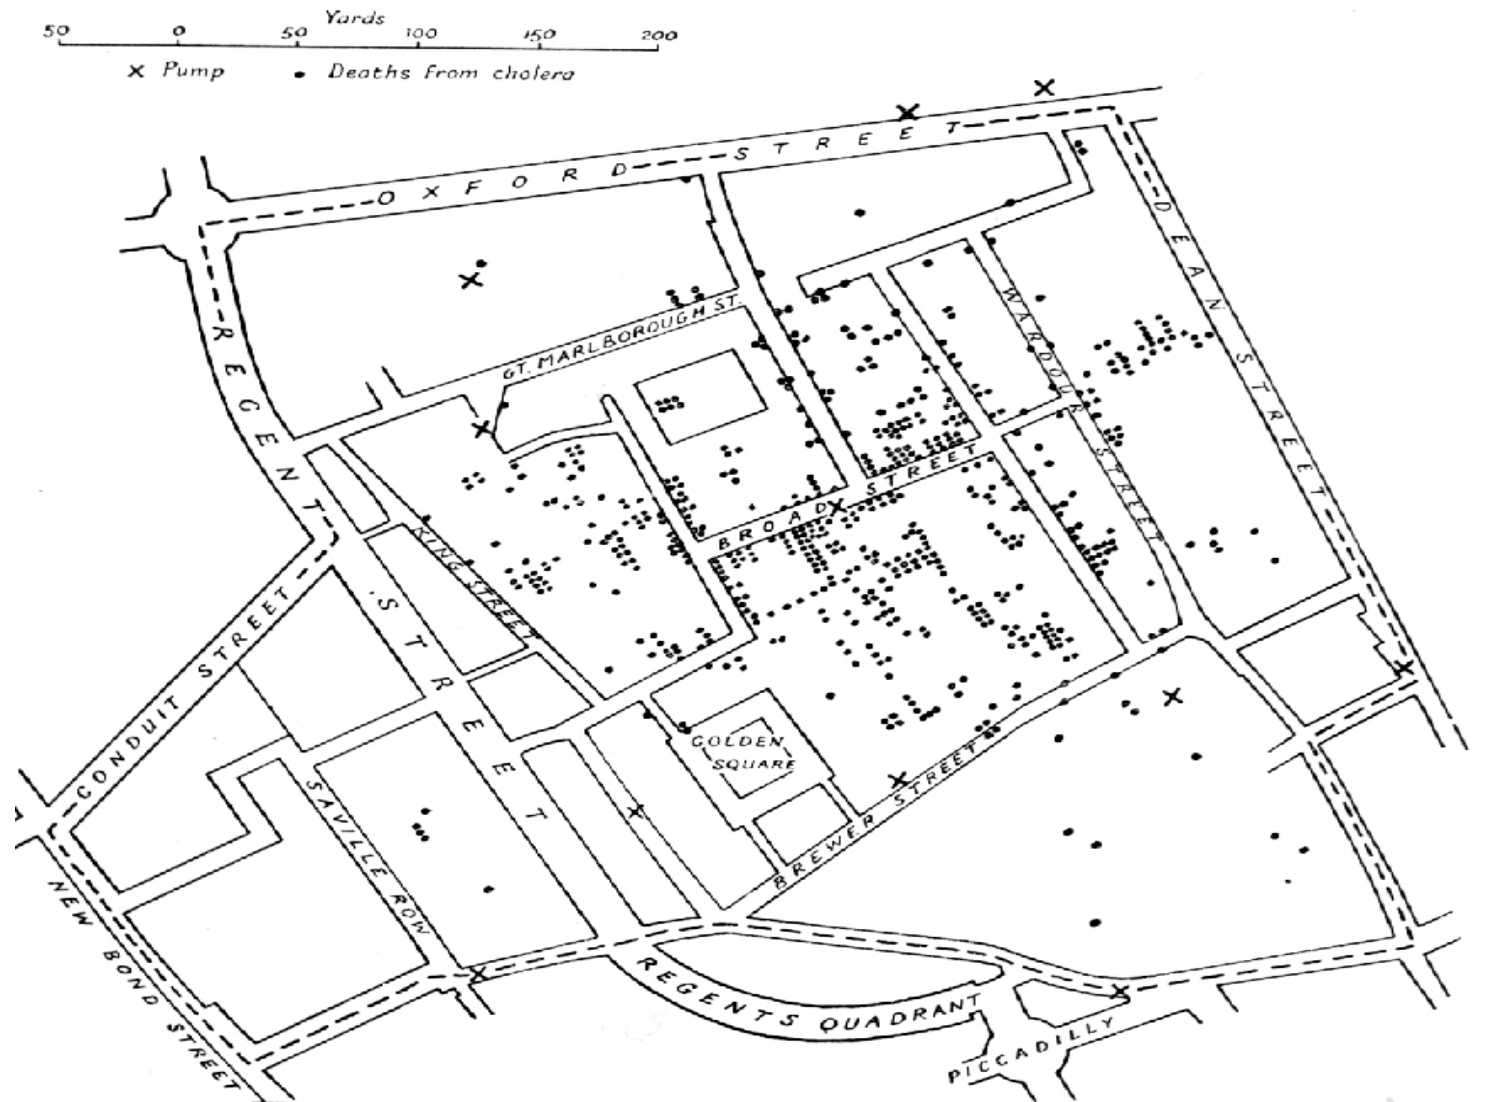 Yards
50 0 50 100 150 200
x Pump • Deaths from cholera
OXFORD STREET
DEAN STREET
REGENT STREET
WARDOUR STREET
GT. MARLBOROUGH ST.
BROAD STREET
KING STREET
CONDUIT STREET
GOLDEN
SQUARE
BREWER STREET
SAVILLE ROW
NEW BOND STREET
REGENTS QUADRANT
PICCADILLY